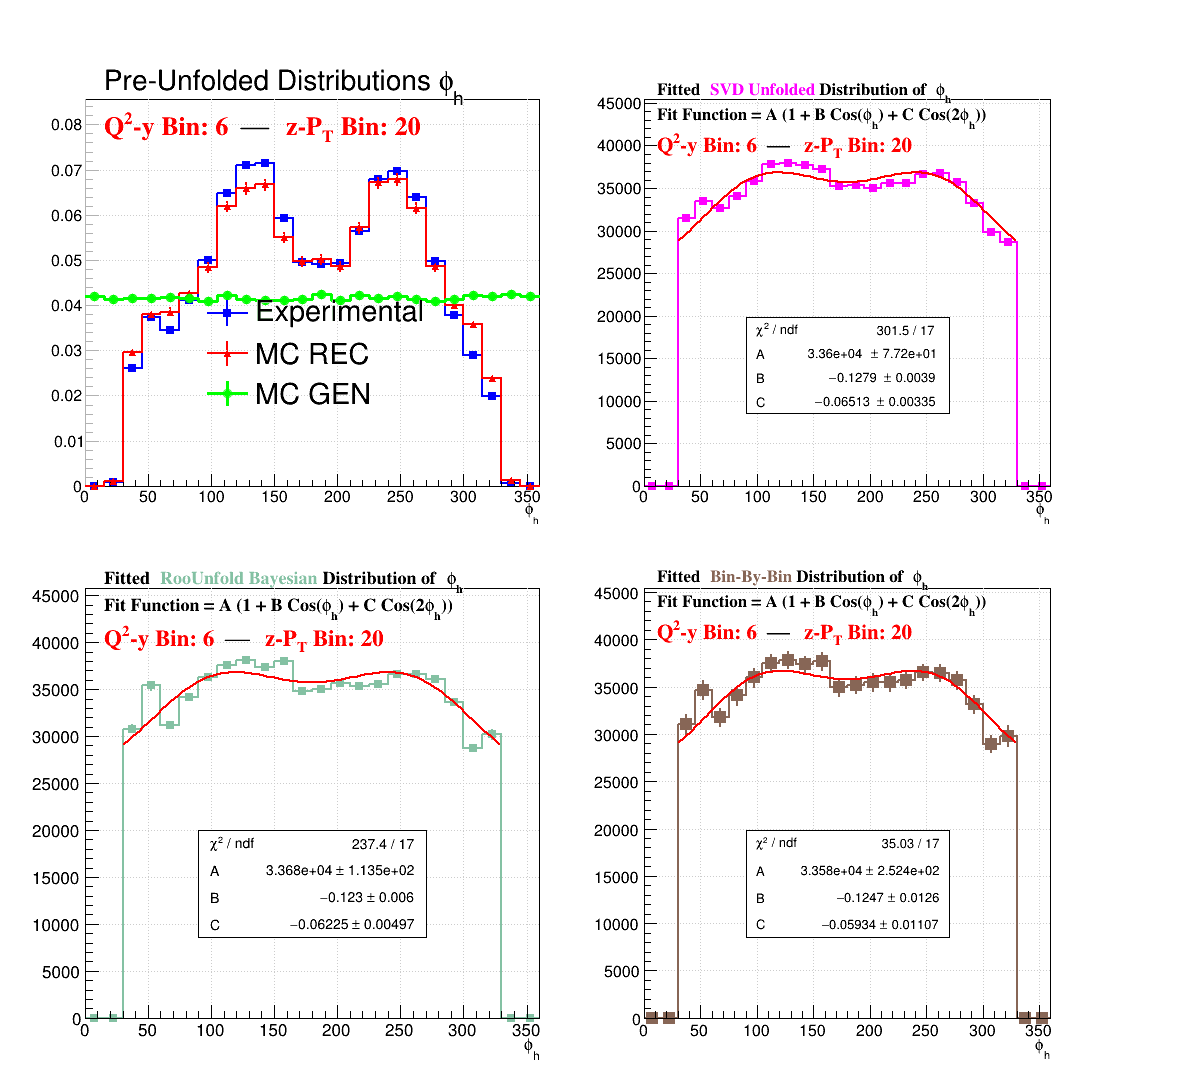 Pre-Unfolded Distributions ϕh
Q²-y Bin: 6 — z-PT Bin: 20
0.08
0.07
0.06
0.05
0.04
0.03
0.02
0.01
0
Experimental
MC REC
MC GEN
0 50 100 150 200 250 300 350
ϕh
Fitted SVD Unfolded Distribution of ϕh
Fit Function = A (1 + B Cos(ϕh) + C Cos(2ϕh))
Q²-y Bin: 6 — z-PT Bin: 20
45000
40000
35000
30000
25000
20000
15000
10000
5000
0
χ² / ndf 301.5 / 17
A 3.36e+04 ± 7.72e+01
B −0.1279 ± 0.0039
C −0.06513 ± 0.00335
0 50 100 150 200 250 300 350
ϕh
Fitted RooUnfold Bayesian Distribution of ϕh
Fit Function = A (1 + B Cos(ϕh) + C Cos(2ϕh))
Q²-y Bin: 6 — z-PT Bin: 20
45000
40000
35000
30000
25000
20000
15000
10000
5000
0
χ² / ndf 237.4 / 17
A 3.368e+04 ± 1.135e+02
B −0.123 ± 0.006
C −0.06225 ± 0.00497
0 50 100 150 200 250 300 350
ϕh
Fitted Bin-By-Bin Distribution of ϕh
Fit Function = A (1 + B Cos(ϕh) + C Cos(2ϕh))
Q²-y Bin: 6 — z-PT Bin: 20
45000
40000
35000
30000
25000
20000
15000
10000
5000
0
χ² / ndf 35.03 / 17
A 3.358e+04 ± 2.524e+02
B −0.1247 ± 0.0126
C −0.05934 ± 0.01107
0 50 100 150 200 250 300 350
ϕh